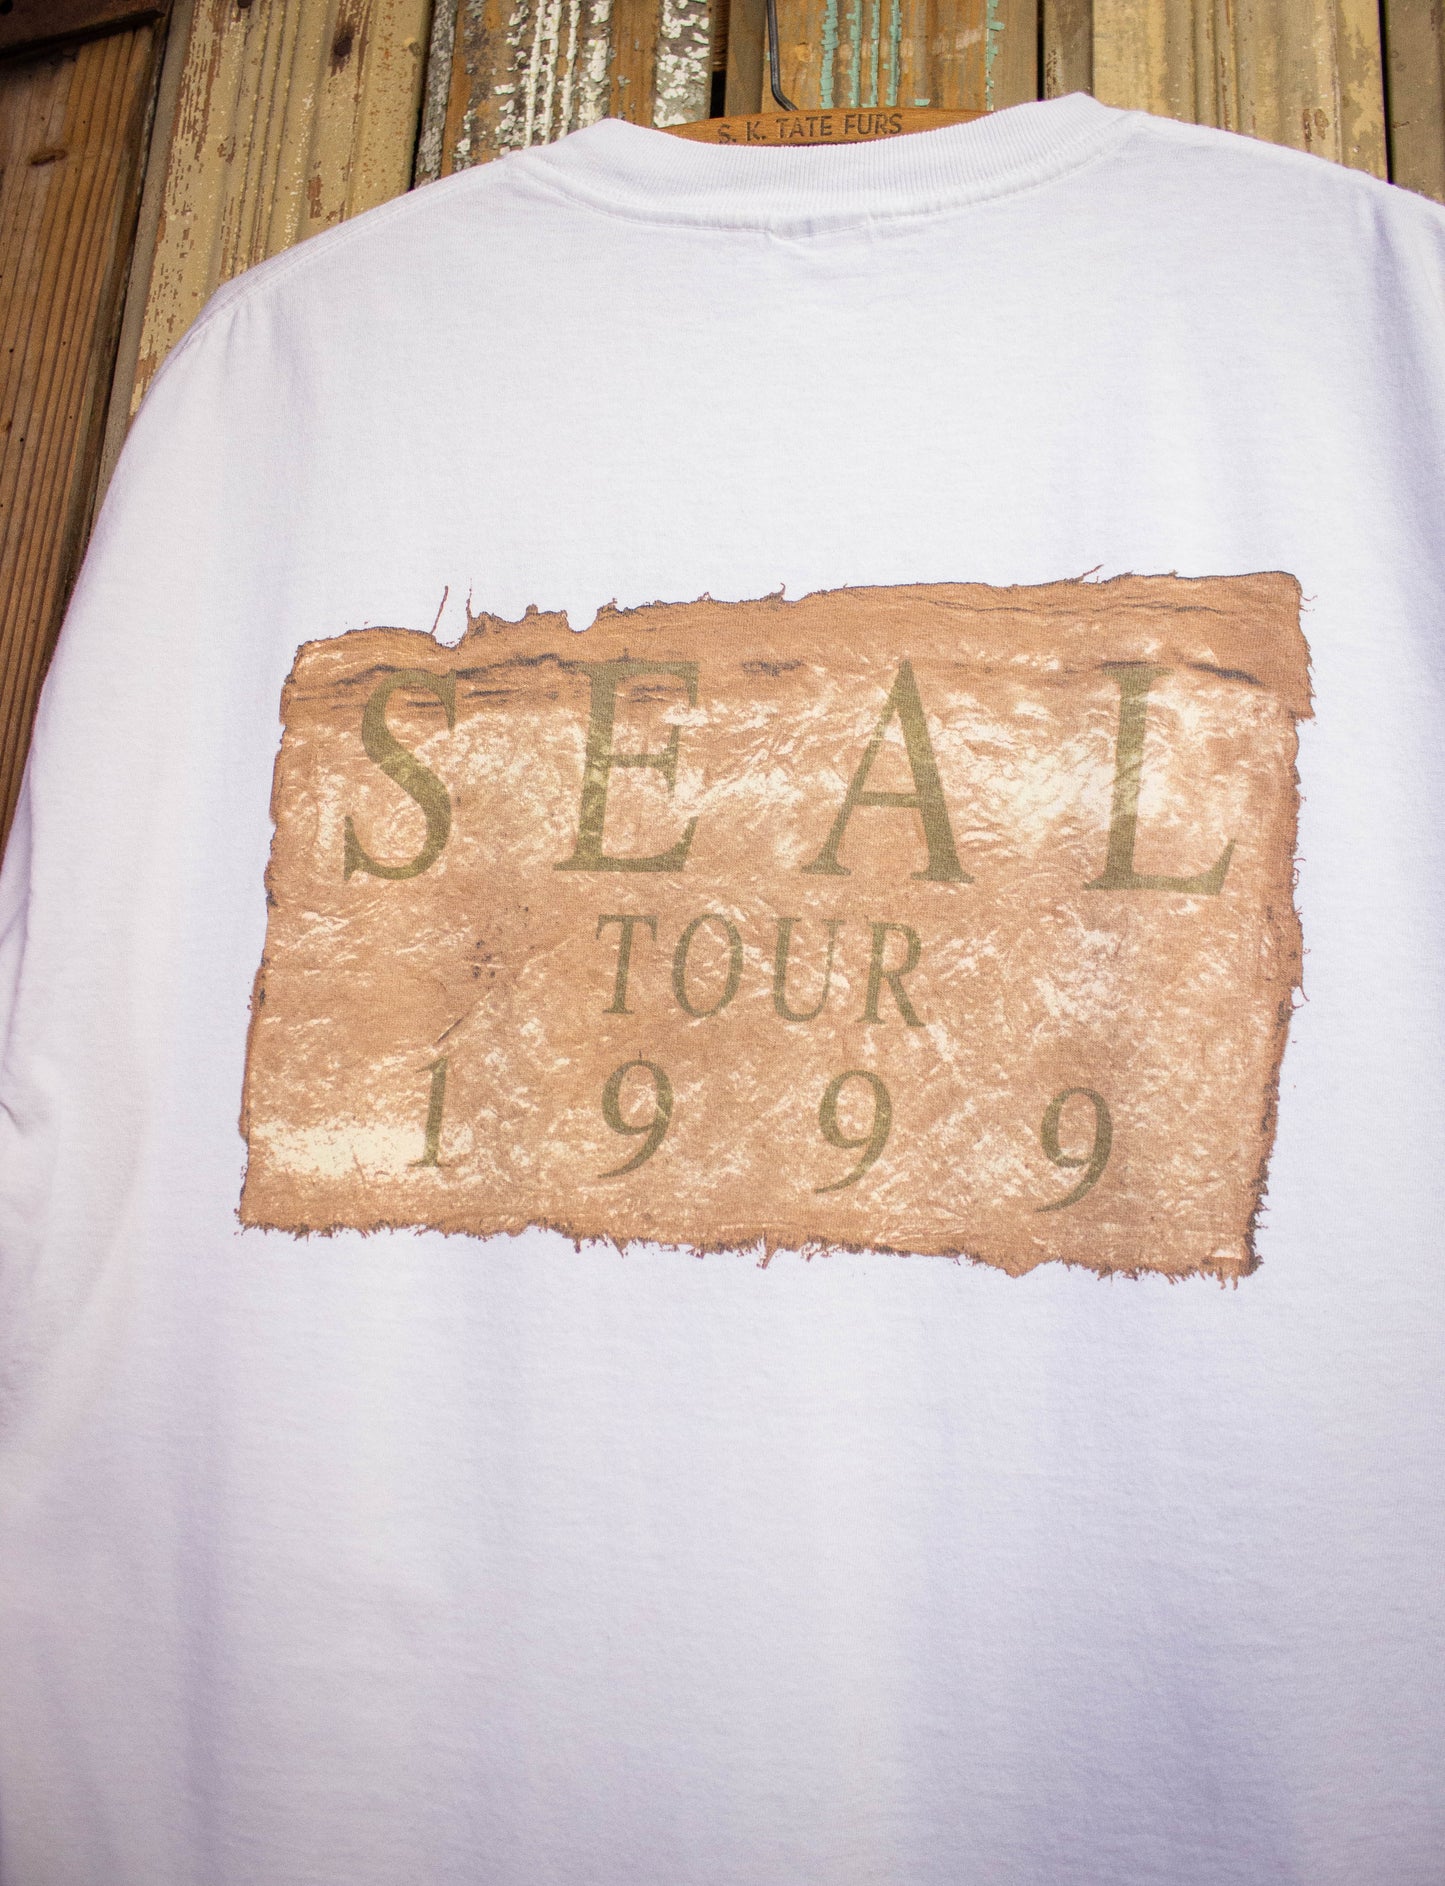 S. K. TATE FURS
SEAL
TOUR
1999